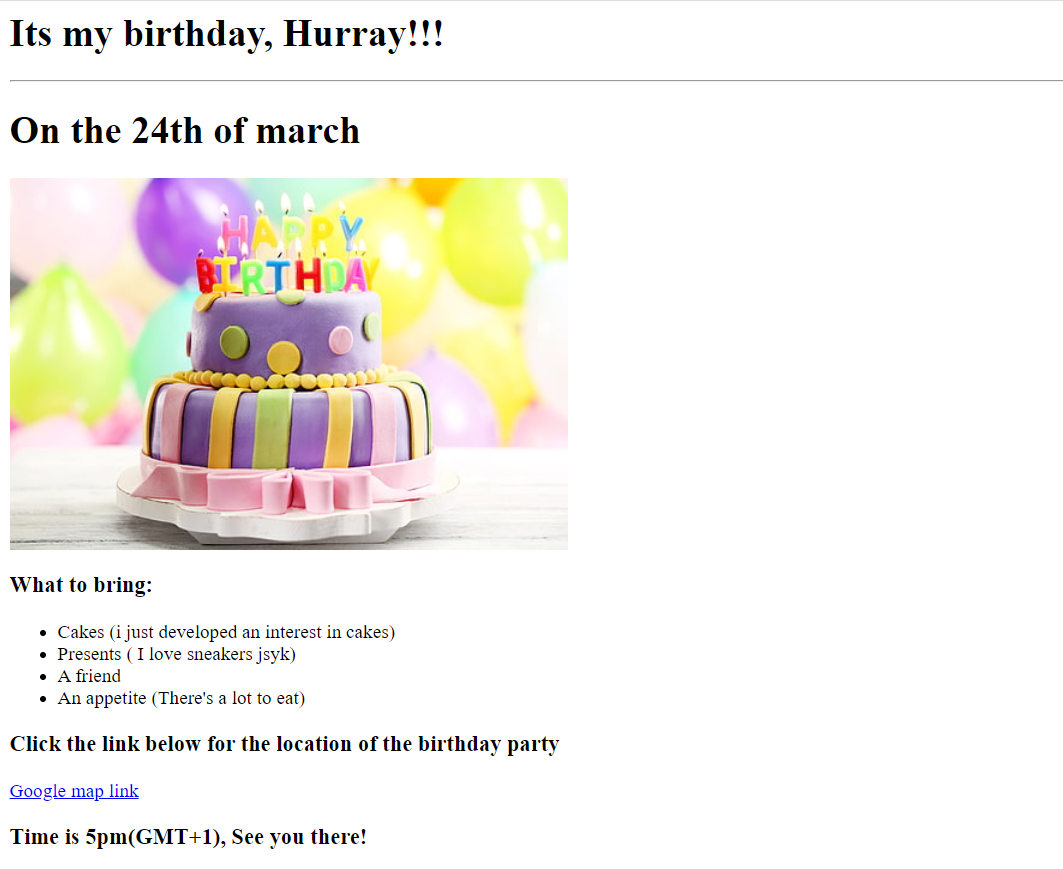 Its my birthday, Hurray!!!
On the 24th of march
HAPPY
BIRTHDAY
What to bring:
Cakes (i just developed an interest in cakes)
Presents ( I love sneakers jsyk)
A friend
An appetite (There's a lot to eat)
Click the link below for the location of the birthday party
Google map link
Time is 5pm(GMT+1), See you there!